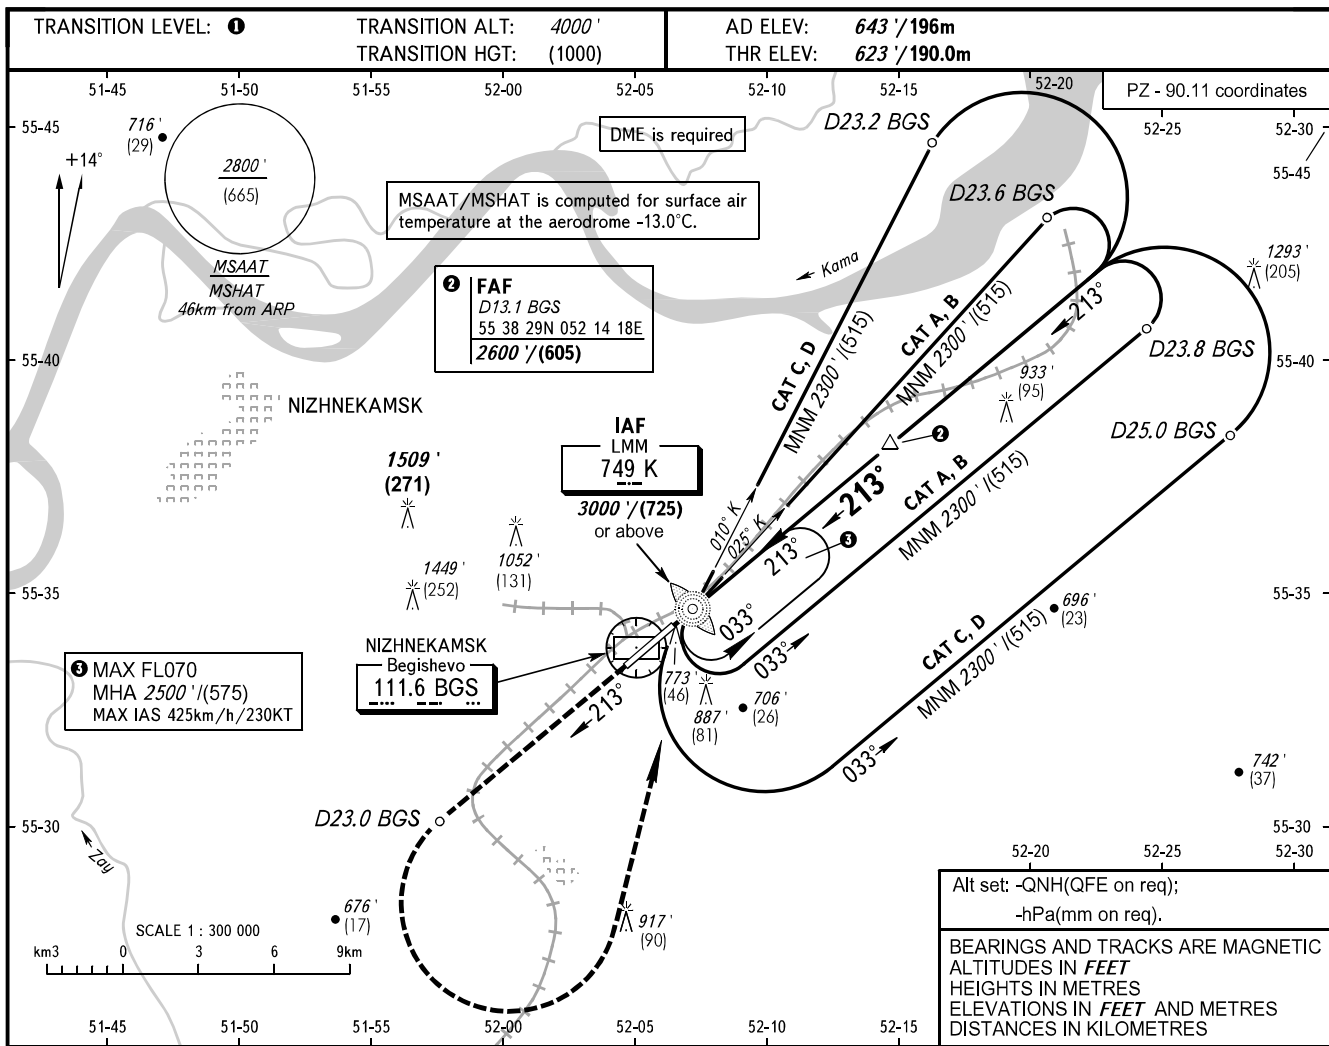 TRANSITION LEVEL: ❶
TRANSITION ALT: 4000'
TRANSITION HGT: (1000)
AD ELEV: 643'/196m
THR ELEV: 623'/190.0m
51-45 51-50 51-55 52-00 52-05 52-10 52-15 52-20
PZ - 90.11 coordinates
52-25 52-30
55-45
55-45
716'
(29)
+14°
2800'
(665)
MSAAT
MSHAT
46km from ARP
DME is required
MSAAT/MSHAT is computed for surface air
temperature at the aerodrome -13.0°C.
D23.2 BGS
D23.6 BGS
1293'
(205)
Kama
❷ FAF
D13.1 BGS
55 38 29N 052 14 18E
2600'/(605)
213°
CAT C, D
MNM 2300'/(515)
CAT A, B
MNM 2300'/(515)
D23.8 BGS
55-40
55-40
933'
(95)
NIZHNEKAMSK
D25.0 BGS
IAF
LMM
749 K
3000'/(725)
or above
❷
1509'
(271)
213°
CAT A, B
MNM 2300'/(515)
010° K
025° K
213°
❸
1052'
(131)
1449'
(252)
55-35
55-35
033°
033°
696'
(23)
CAT C, D
MNM 2300'/(515)
NIZHNEKAMSK
Begishevo
111.6 BGS
773'
(46)
887'
(81)
706'
(26)
❸ MAX FL070
MHA 2500'/(575)
MAX IAS 425km/h/230KT
213°
033°
742'
(37)
D23.0 BGS
55-30
55-30
Zay
52-20 52-25 52-30
676'
(17)
917'
(90)
SCALE 1 : 300 000
km3 0 3 6 9km
Alt set: -QNH(QFE on req);
-hPa(mm on req).
BEARINGS AND TRACKS ARE MAGNETIC
ALTITUDES IN FEET
HEIGHTS IN METRES
ELEVATIONS IN FEET AND METRES
DISTANCES IN KILOMETRES
51-45 51-50 51-55 52-00 52-05 52-10 52-15